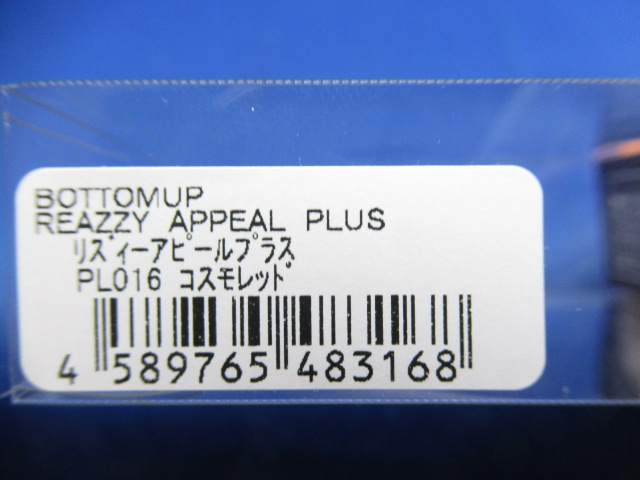 BOTTOMUP
REAZZY APPEAL PLUS
ﾘｽﾞｨｰｱﾋﾟｰﾙﾌﾟﾗｽ
PL016 ｺｽﾓﾚｯﾄﾞ
4 589765 483168